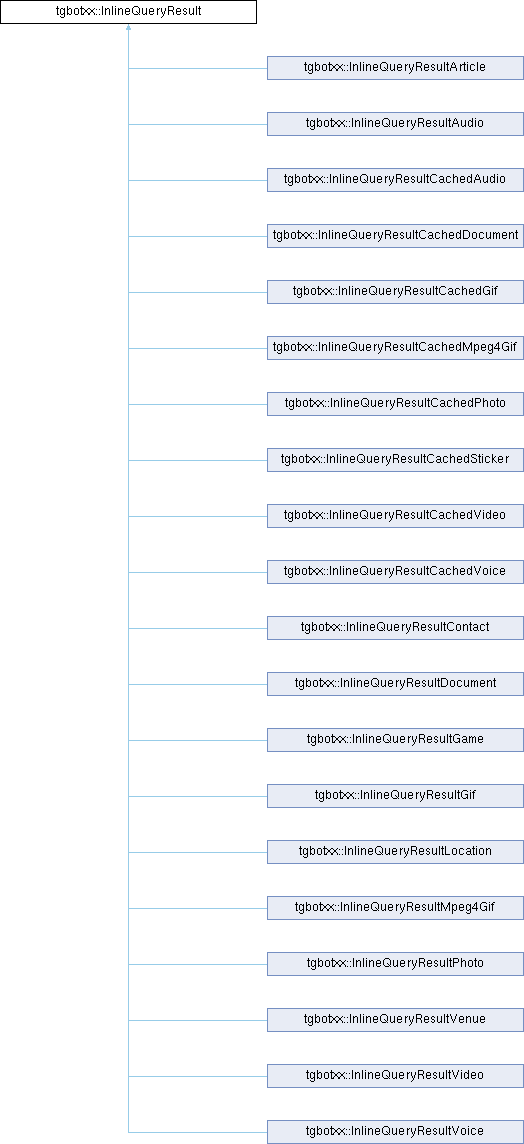 tgbotxx::InlineQueryResult
tgbotxx::InlineQueryResultArticle
tgbotxx::InlineQueryResultAudio
tgbotxx::InlineQueryResultCachedAudio
tgbotxx::InlineQueryResultCachedDocument
tgbotxx::InlineQueryResultCachedGif
tgbotxx::InlineQueryResultCachedMpeg4Gif
tgbotxx::InlineQueryResultCachedPhoto
tgbotxx::InlineQueryResultCachedSticker
tgbotxx::InlineQueryResultCachedVideo
tgbotxx::InlineQueryResultCachedVoice
tgbotxx::InlineQueryResultContact
tgbotxx::InlineQueryResultDocument
tgbotxx::InlineQueryResultGame
tgbotxx::InlineQueryResultGif
tgbotxx::InlineQueryResultLocation
tgbotxx::InlineQueryResultMpeg4Gif
tgbotxx::InlineQueryResultPhoto
tgbotxx::InlineQueryResultVenue
tgbotxx::InlineQueryResultVideo
tgbotxx::InlineQueryResultVoice